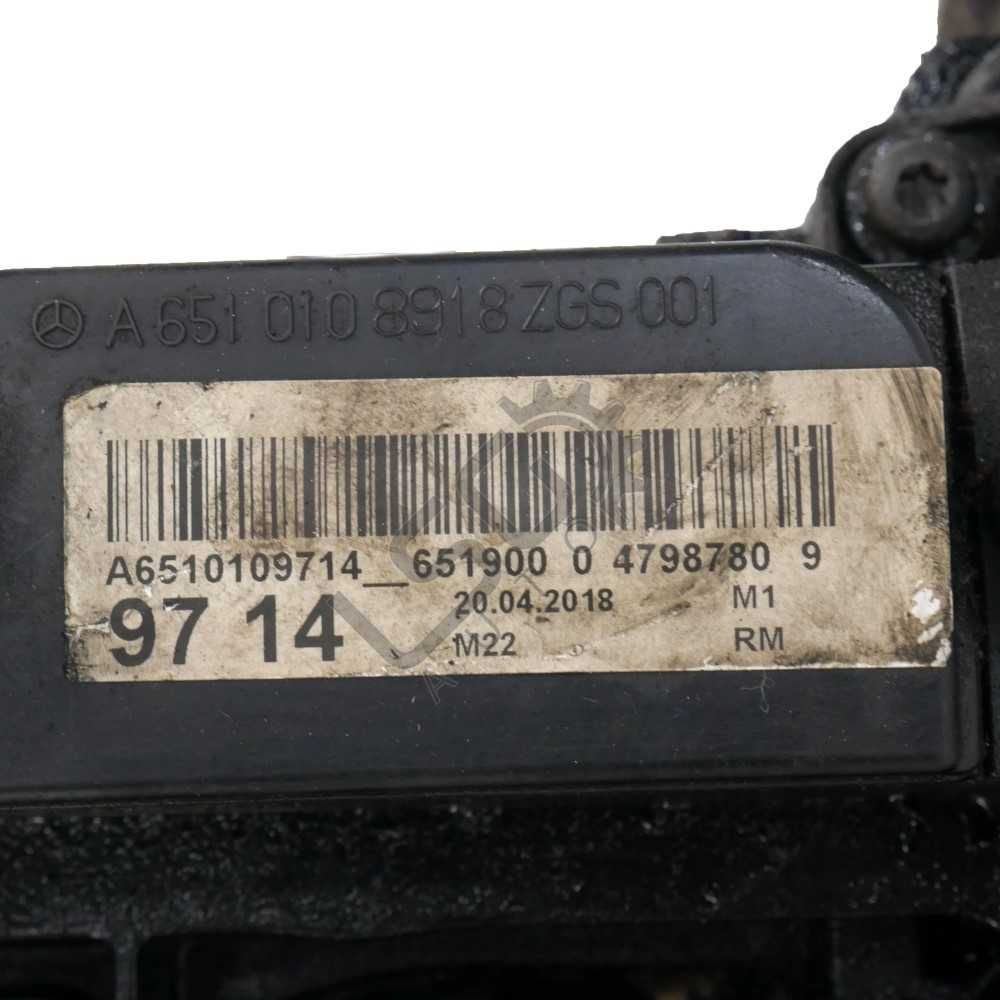 A 651 010 8918 ZGS 001
A6510109714__651900 0 4798780 9
97 14 20.04.2018 M1
M22 RM